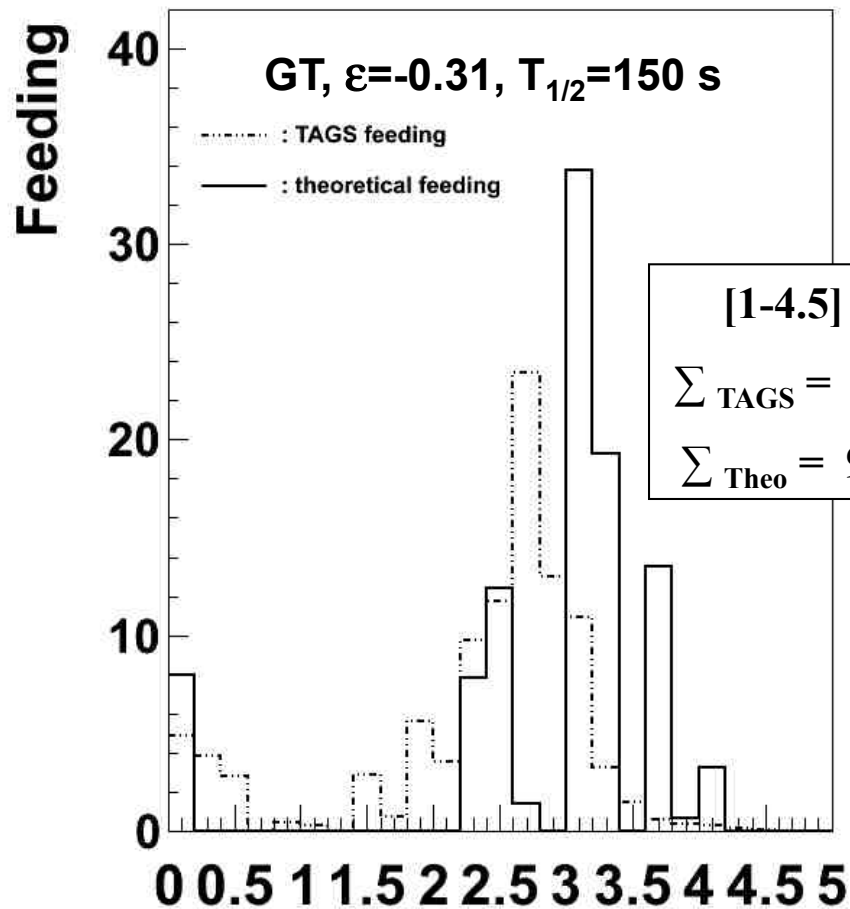 Feeding
GT, ε=-0.31, T1/2=150 s
: TAGS feeding
: theoretical feeding
[1-4.5]
∑ TAGS =
∑ Theo =
40
30
20
10
0
0 0.5 1 1.5 2 2.5 3 3.5 4 4.5 5